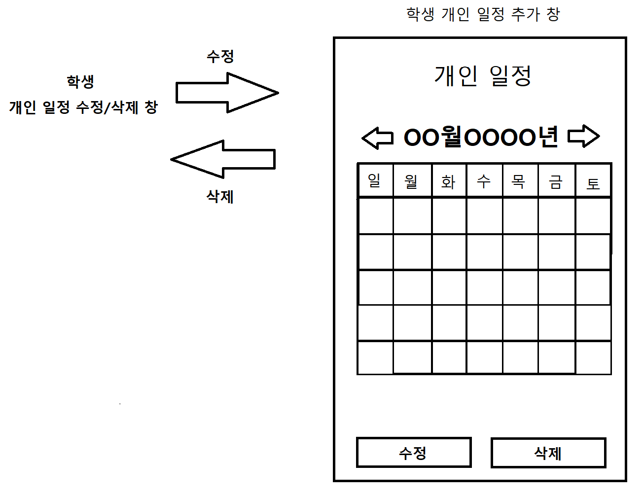 학생 개인 일정 추가 창
수정
학생
개인 일정 수정/삭제 창
삭제
개인 일정
OO월OOOO년
일 월 화 수 목 금 토
수정 삭제